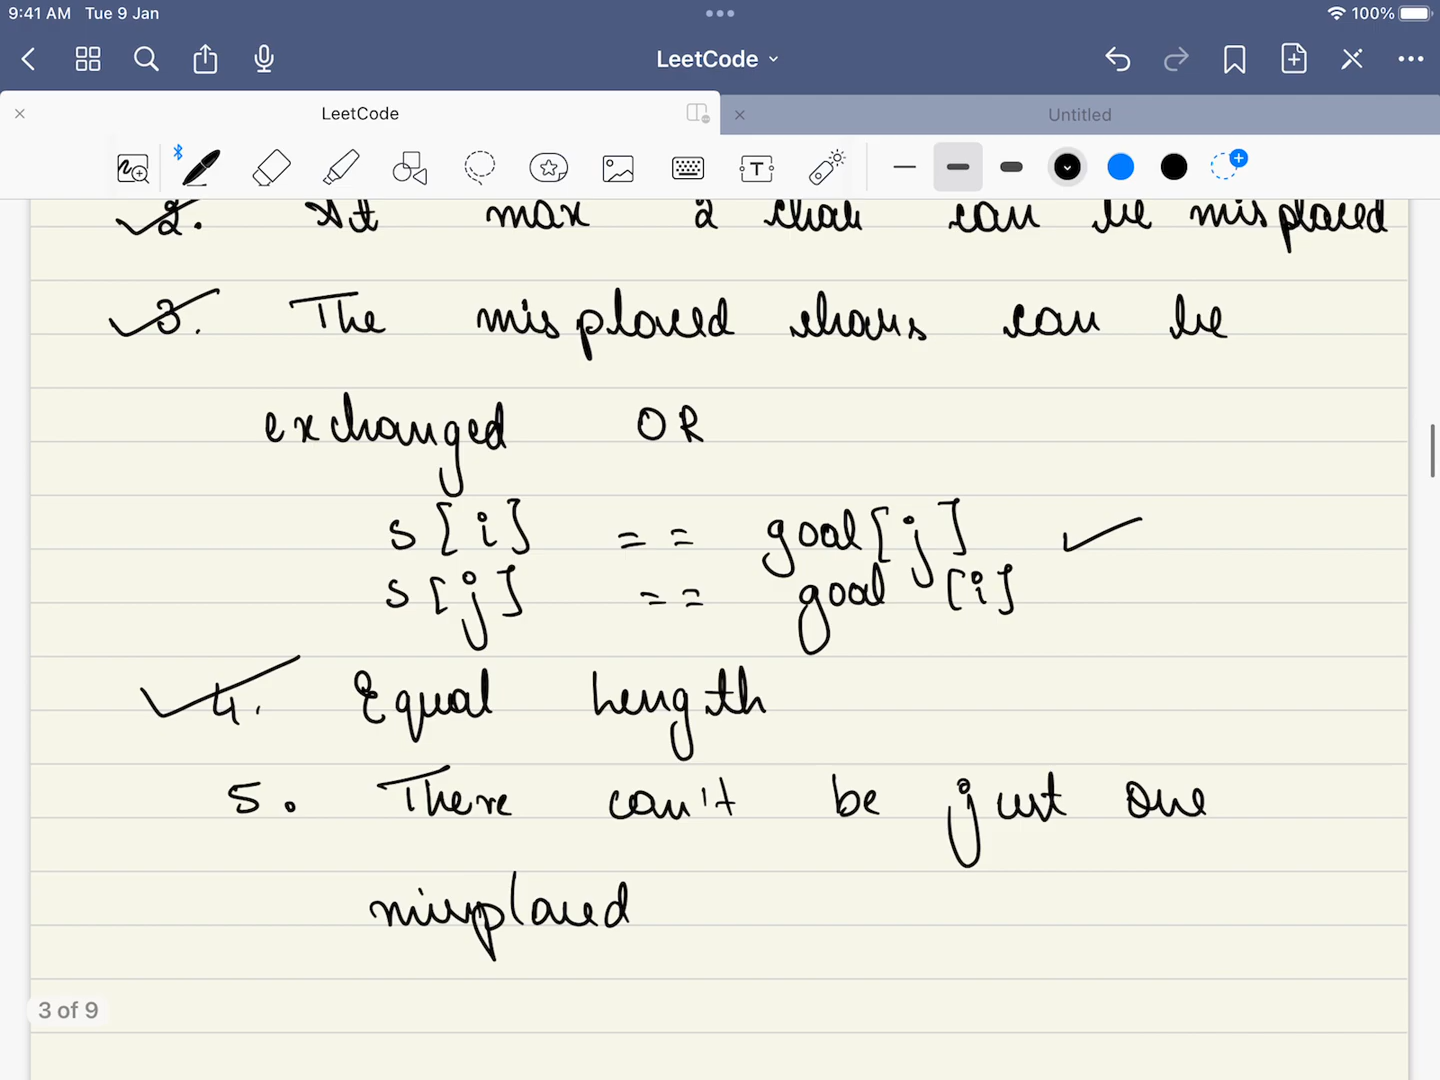 9:41 AM Tue 9 Jan
100%
LeetCode
LeetCode
Untitled
2. At max 2 char can be misplaced
3. The misplaced chars can be
exchanged OR
s[i] == goal[j]
s[j] == goal[i]
4. Equal Length
5. There can't be just one
misplaced
3 of 9